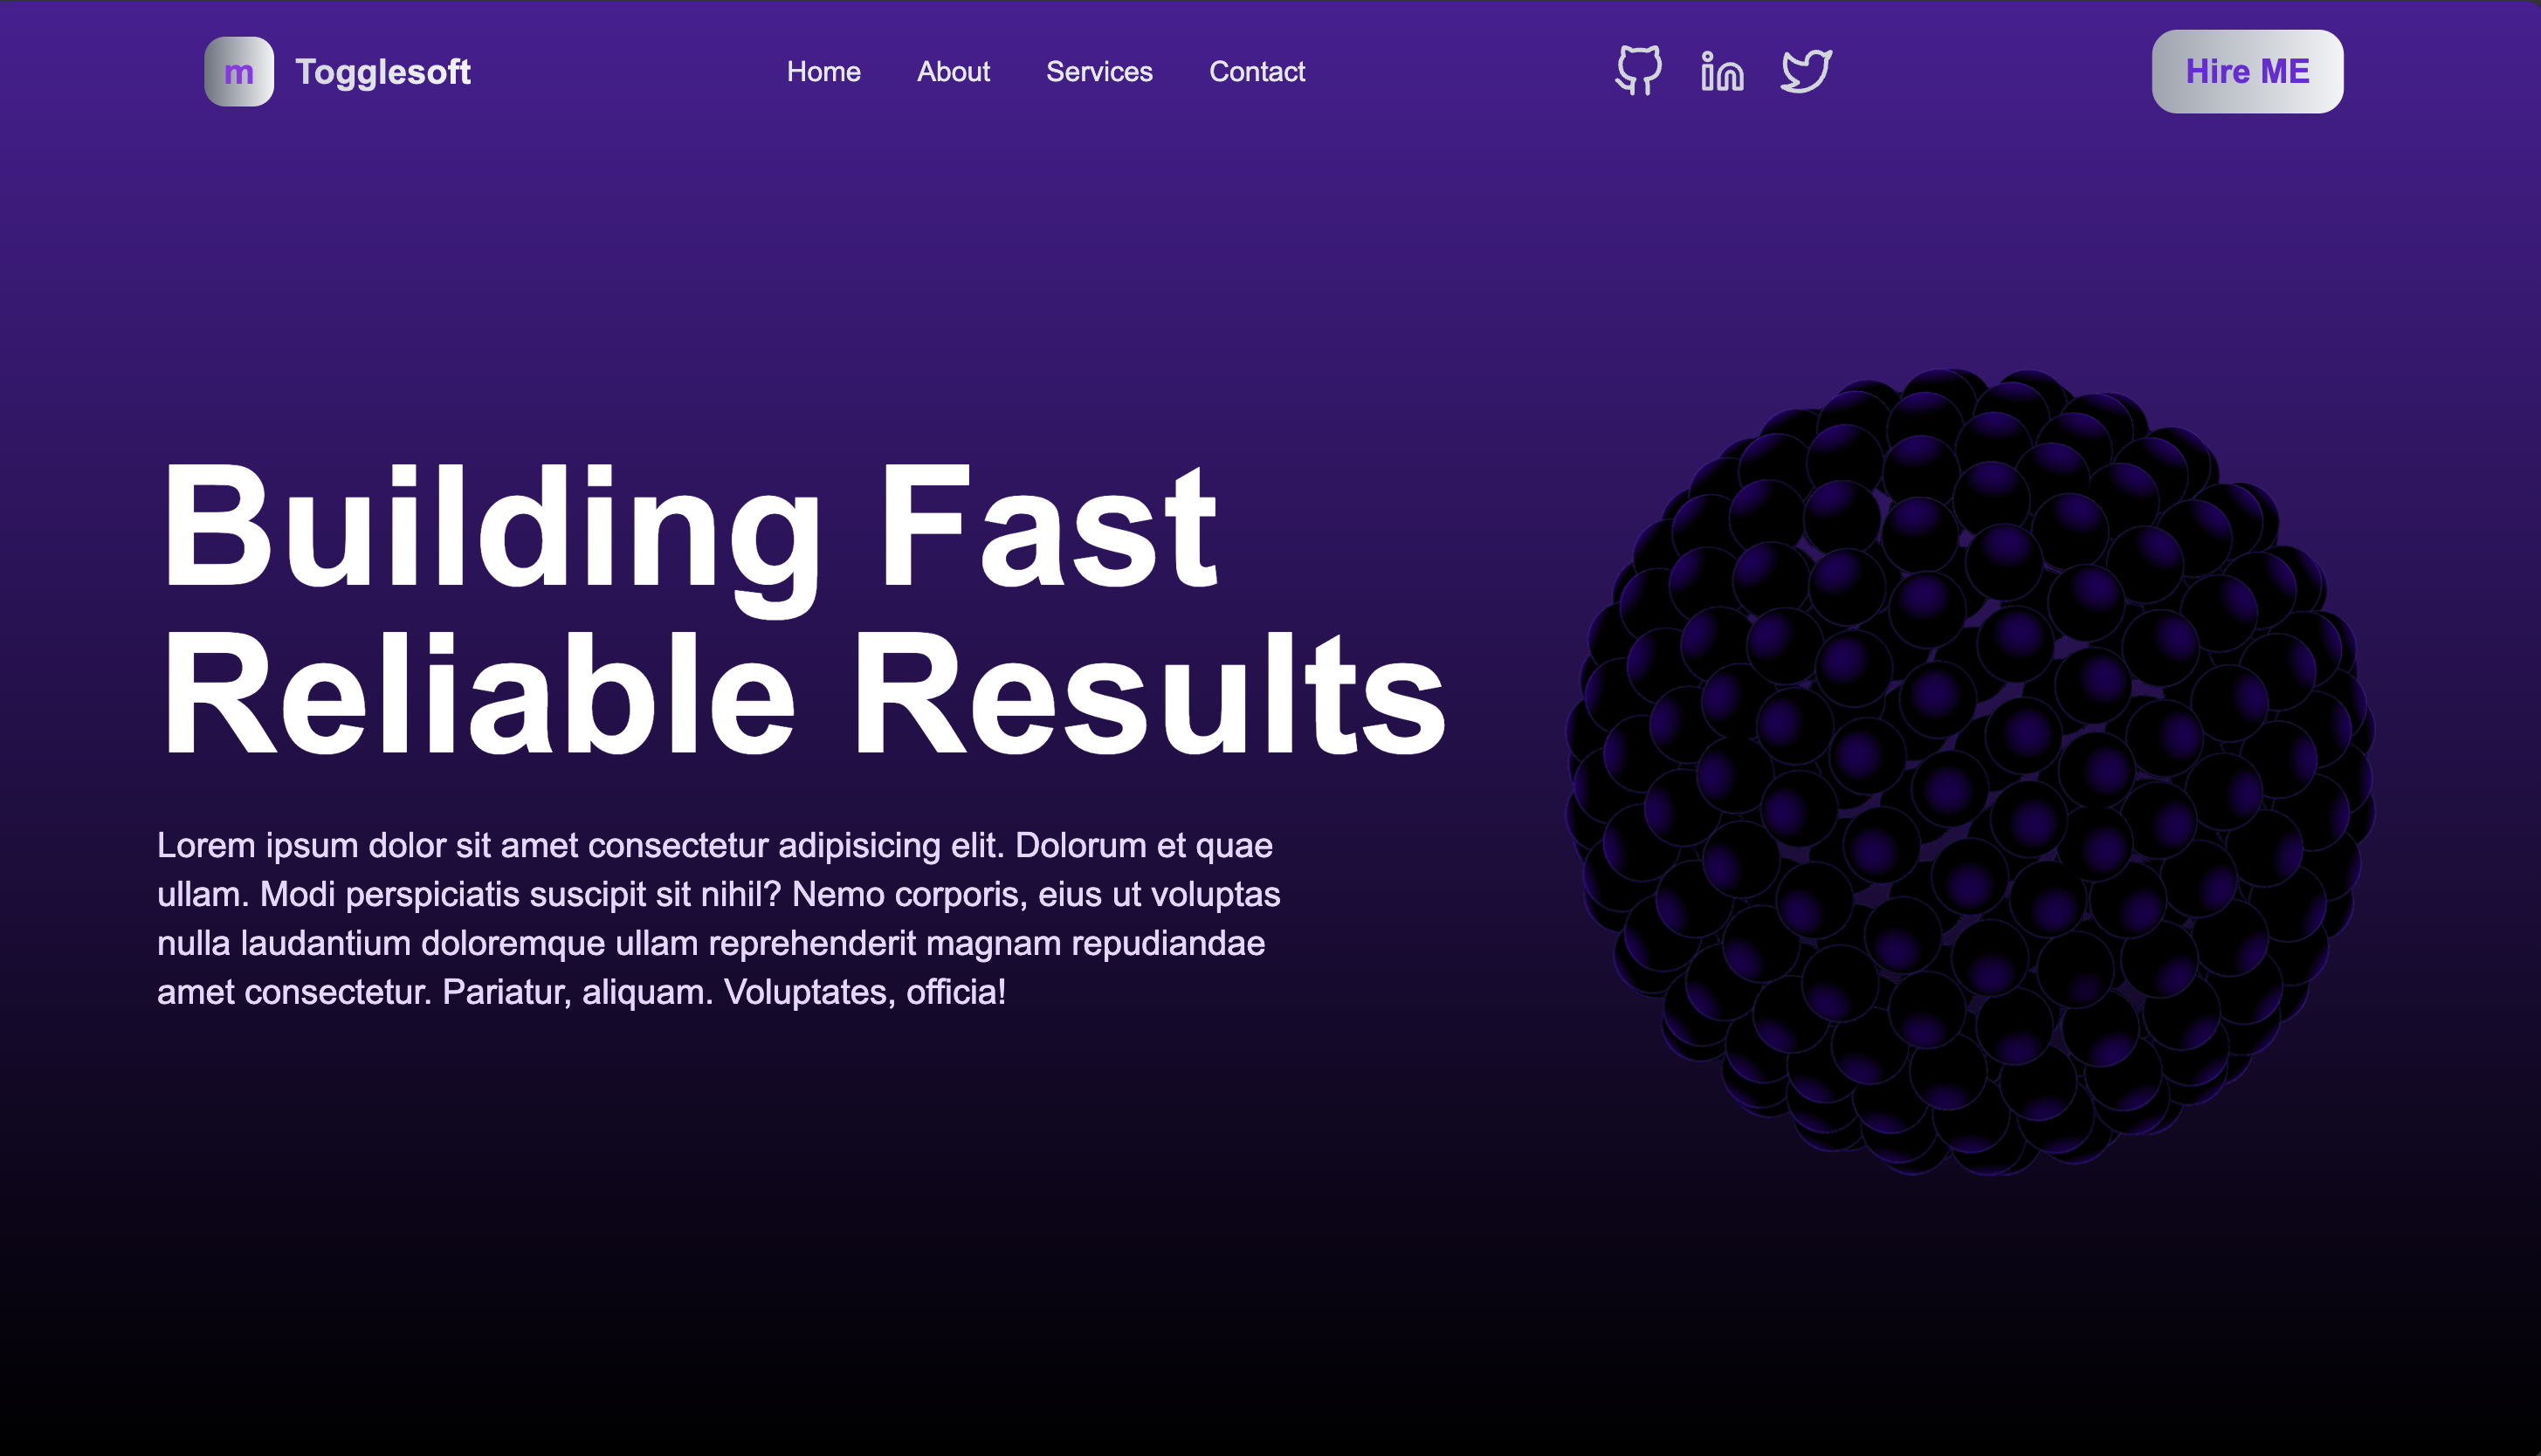 m
Togglesoft
Home
About
Services
Contact
in
Hire ME
Building Fast
Reliable Results
Lorem ipsum dolor sit amet consectetur adipisicing elit. Dolorum et quae
ullam. Modi perspiciatis suscipit sit nihil? Nemo corporis, eius ut voluptas
nulla laudantium doloremque ullam reprehenderit magnam repudiandae
amet consectetur. Pariatur, aliquam. Voluptates, officia!